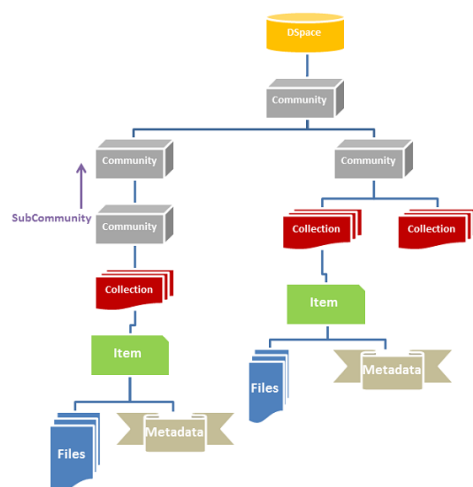 DSpace
Community
Community
Community
SubCommunity
Community
Collection
Collection
Collection
Item
Item
Files
Metadata
Files
Metadata